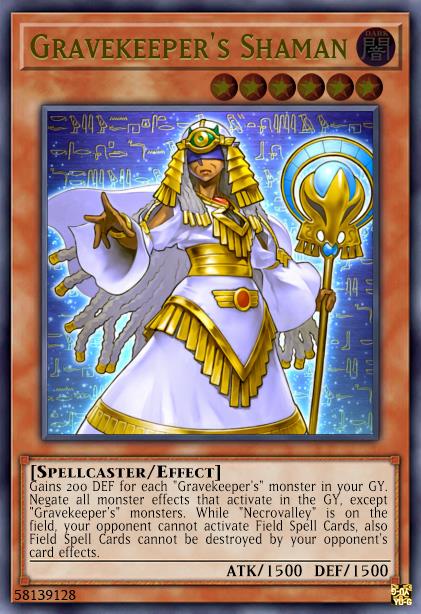 Gravekeeper's Shaman
DARK
闇
[Spellcaster/Effect]
Gains 200 DEF for each "Gravekeeper's" monster in your GY.
Negate all monster effects that activate in the GY, except
"Gravekeeper's" monsters. While "Necrovalley" is on the
field, your opponent cannot activate Field Spell Cards, also
Field Spell Cards cannot be destroyed by your opponent's
card effects.
ATK/1500 DEF/1500
58139128